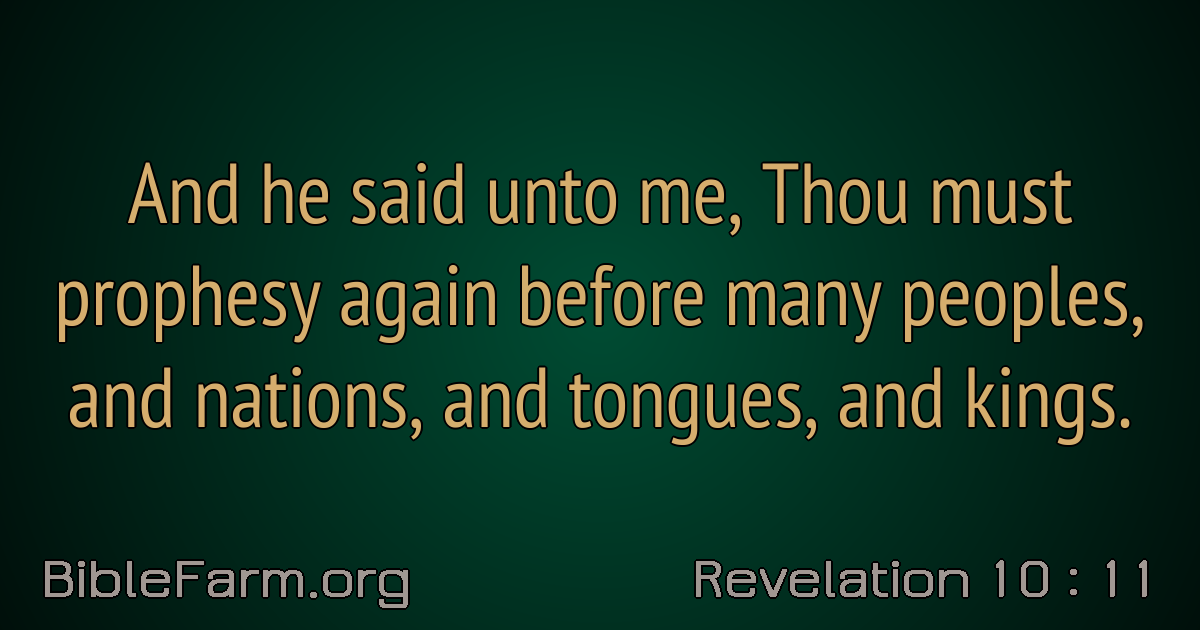 And he said unto me, Thou must
prophesy again before many peoples,
and nations, and tongues, and kings.
BibleFarm.org
Revelation 10 : 11